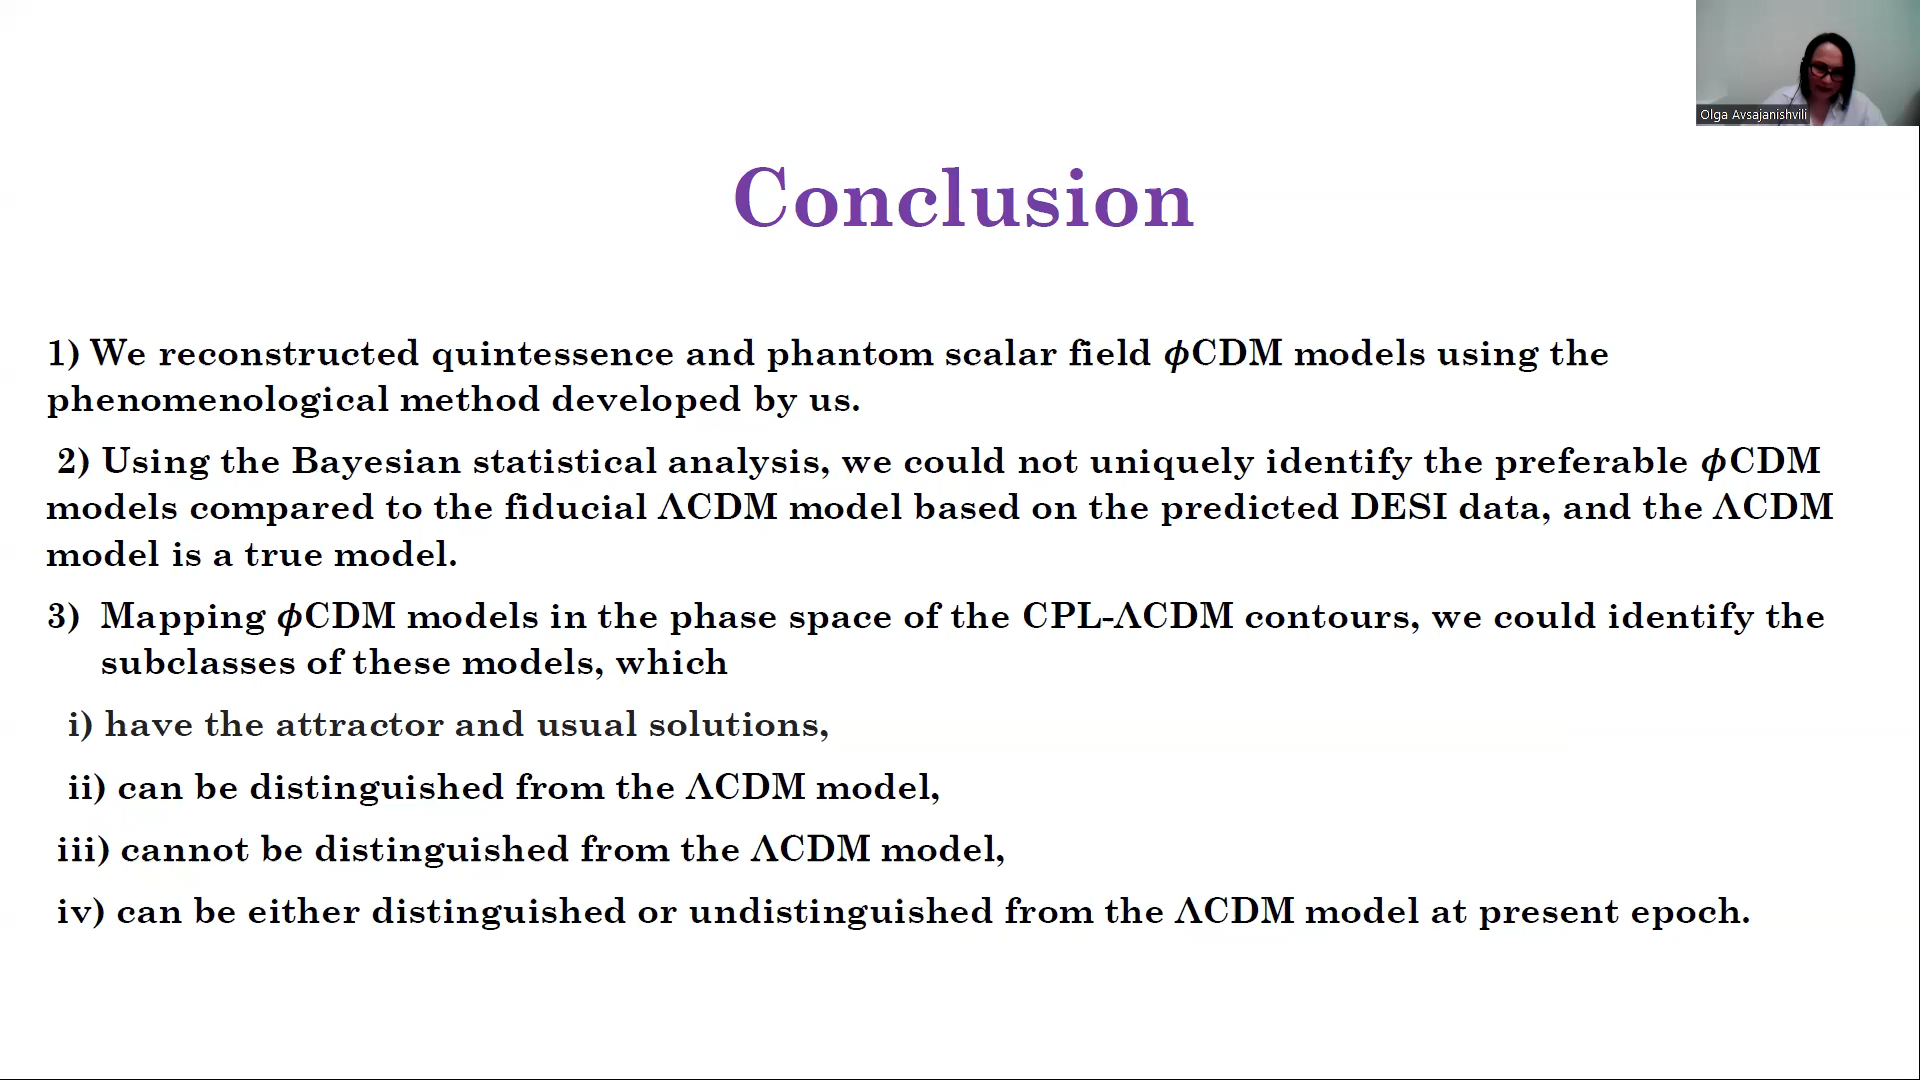 Olga Avsajanishvili
Conclusion
1) We reconstructed quintessence and phantom scalar field ϕCDM models using the
phenomenological method developed by us.
2) Using the Bayesian statistical analysis, we could not uniquely identify the preferable ϕCDM
models compared to the fiducial ΛCDM model based on the predicted DESI data, and the ΛCDM
model is a true model.
3) Mapping ϕCDM models in the phase space of the CPL-ΛCDM contours, we could identify the
subclasses of these models, which
i) have the attractor and usual solutions,
ii) can be distinguished from the ΛCDM model,
iii) cannot be distinguished from the ΛCDM model,
iv) can be either distinguished or undistinguished from the ΛCDM model at present epoch.